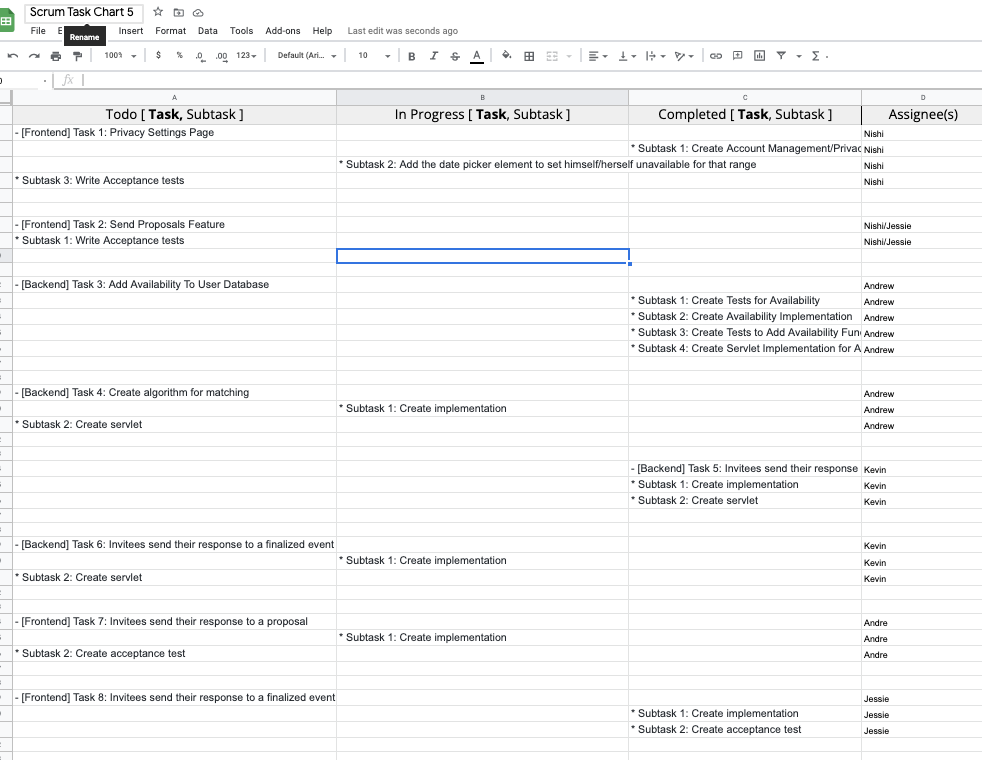 Scrum Task Chart 5
File E Insert Format Data Tools Add-ons Help Last edit was seconds ago
Rename
100% $ % .0 .00 123 Default (Ari... 10 B I S A Σ
fx
A B C D
Todo [ Task, Subtask ] In Progress [ Task, Subtask ] Completed [ Task, Subtask ] Assignee(s)
- [Frontend] Task 1: Privacy Settings Page Nishi
* Subtask 1: Create Account Management/Privac Nishi
* Subtask 2: Add the date picker element to set himself/herself unavailable for that range Nishi
* Subtask 3: Write Acceptance tests Nishi
- [Frontend] Task 2: Send Proposals Feature Nishi/Jessie
* Subtask 1: Write Acceptance tests Nishi/Jessie
- [Backend] Task 3: Add Availability To User Database Andrew
* Subtask 1: Create Tests for Availability Andrew
* Subtask 2: Create Availability Implementation Andrew
* Subtask 3: Create Tests to Add Availability Fun Andrew
* Subtask 4: Create Servlet Implementation for A Andrew
- [Backend] Task 4: Create algorithm for matching Andrew
* Subtask 1: Create implementation Andrew
* Subtask 2: Create servlet Andrew
- [Backend] Task 5: Invitees send their response Kevin
* Subtask 1: Create implementation Kevin
* Subtask 2: Create servlet Kevin
- [Backend] Task 6: Invitees send their response to a finalized event Kevin
* Subtask 1: Create implementation Kevin
* Subtask 2: Create servlet Kevin
- [Frontend] Task 7: Invitees send their response to a proposal Andre
* Subtask 1: Create implementation Andre
* Subtask 2: Create acceptance test Andre
- [Frontend] Task 8: Invitees send their response to a finalized event Jessie
* Subtask 1: Create implementation Jessie
* Subtask 2: Create acceptance test Jessie